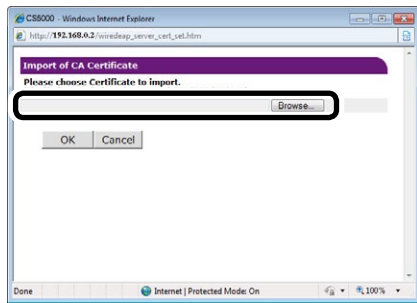 CS5000 - Windows Internet Explorer
http://192.168.0.2/wiredeap_server_cert_set.htm
Import of CA Certificate
Please choose Certificate to import.
Browse...
OK Cancel
Done Internet | Protected Mode: On 100%